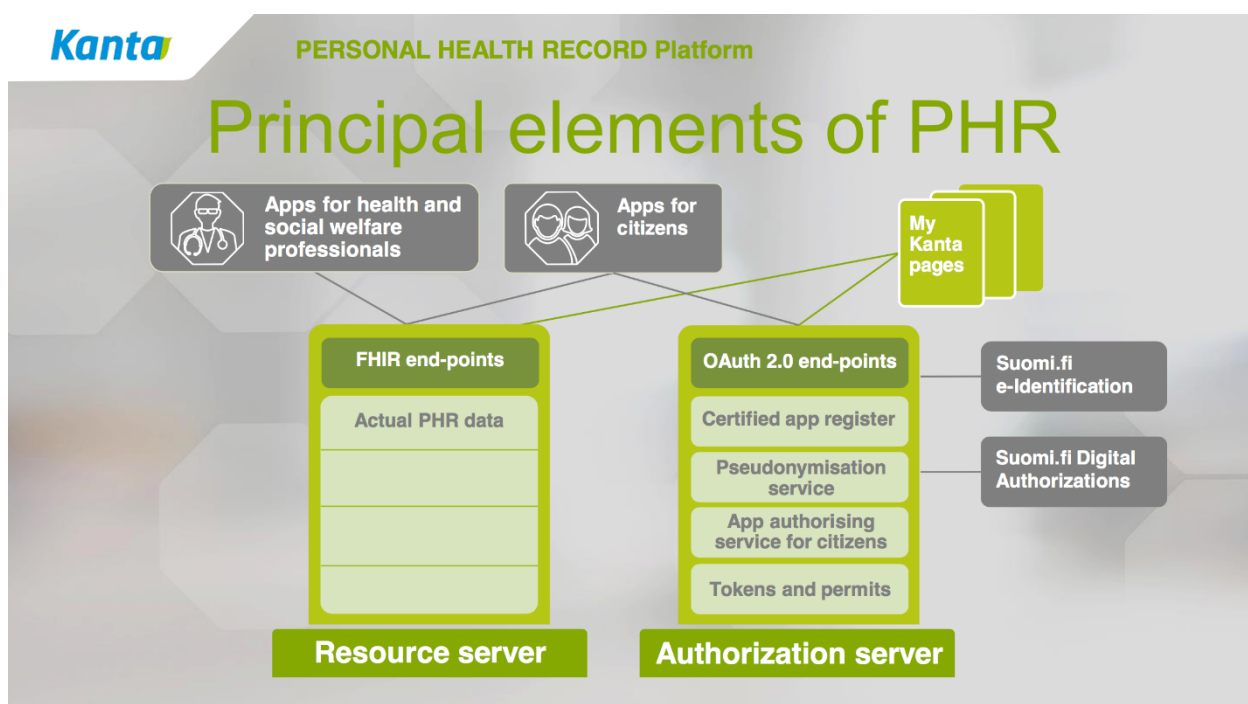 Kanta
PERSONAL HEALTH RECORD Platform
Principal elements of PHR
Apps for health and
social welfare
professionals
Apps for
citizens
My
Kanta
pages
FHIR end-points
Actual PHR data
Resource server
OAuth 2.0 end-points
Certified app register
Pseudonymisation
service
App authorising
service for citizens
Tokens and permits
Authorization server
Suomi.fi
e-Identification
Suomi.fi Digital
Authorizations